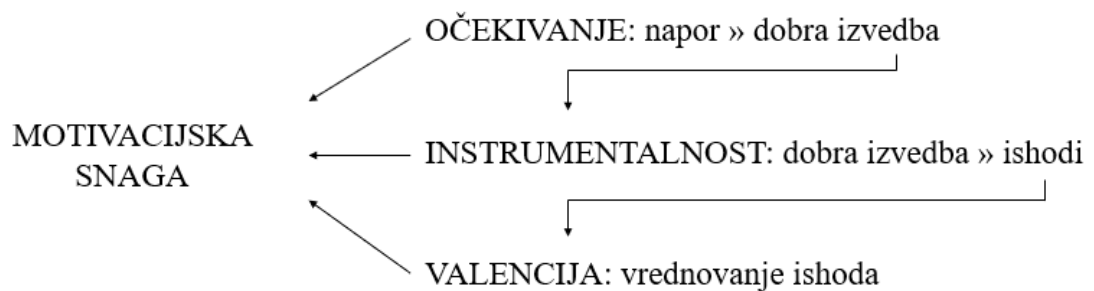 OČEKIVANJE: napor » dobra izvedba
MOTIVACIJSKA
SNAGA
INSTRUMENTALNOST: dobra izvedba » ishodi
VALENCIJA: vrednovanje ishoda